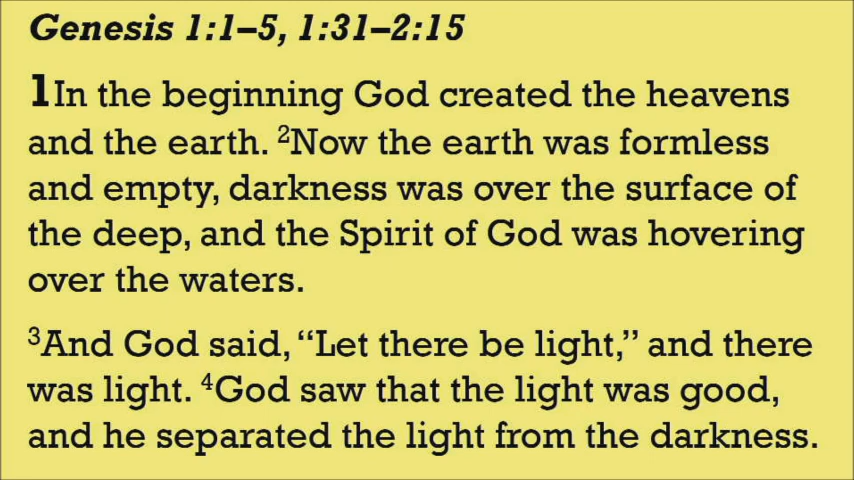 Genesis 1:1–5, 1:31–2:15
1In the beginning God created the heavens
and the earth. ²Now the earth was formless
and empty, darkness was over the surface of
the deep, and the Spirit of God was hovering
over the waters.
³And God said, “Let there be light,” and there
was light. ⁴God saw that the light was good,
and he separated the light from the darkness.